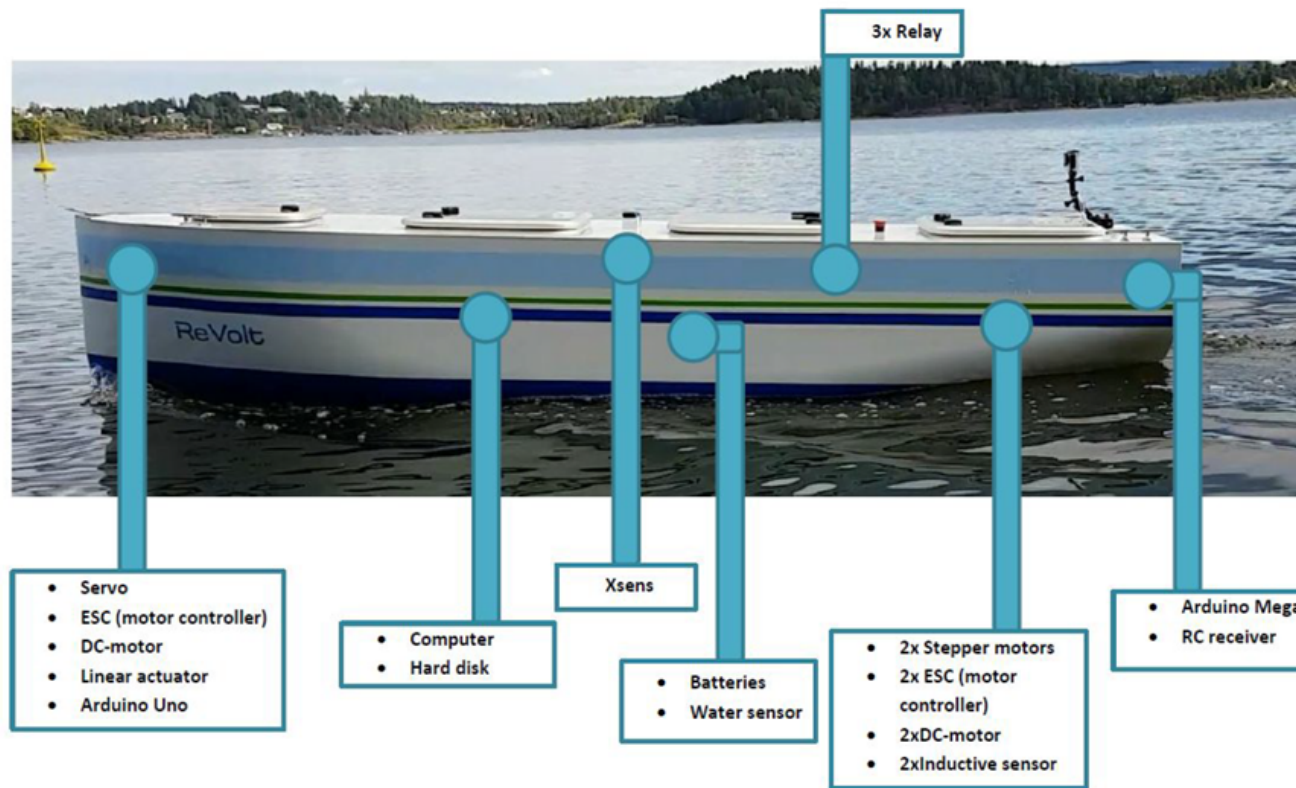 3x Relay
ReVolt
Servo
ESC (motor controller)
DC-motor
Linear actuator
Arduino Uno
Computer
Hard disk
Xsens
Batteries
Water sensor
2x Stepper motors
2x ESC (motor
controller)
2xDC-motor
2xInductive sensor
Arduino Mega
RC receiver